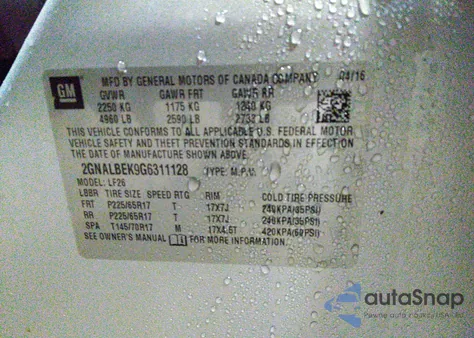 GM
MFD BY GENERAL MOTORS OF CANADA COMPANY 04/16
GVWR GAWR FRT GAWR RR
2250 KG 1175 KG 1240 KG
4960 LB 2590 LB 2732 LB
THIS VEHICLE CONFORMS TO ALL APPLICABLE U.S. FEDERAL MOTOR
VEHICLE SAFETY AND THEFT PREVENTION STANDARDS IN EFFECT ON
THE DATE OF MANUFACTURE SHOWN ABOVE.
2GNALBEK9G6311128 TYPE: M.P.V.
MODEL: LF26
TIRE SIZE SPEED RTG RIM COLD TIRE PRESSURE
FRT P225/65R17 T 17X7J 240KPA(35PSI)
RR P225/65R17 T 17X7J 240KPA(35PSI)
SPA T145/70R17 M 17X4.5T 420KPA(60PSI)
SEE OWNER'S MANUAL FOR MORE INFORMATION.
autaSnap